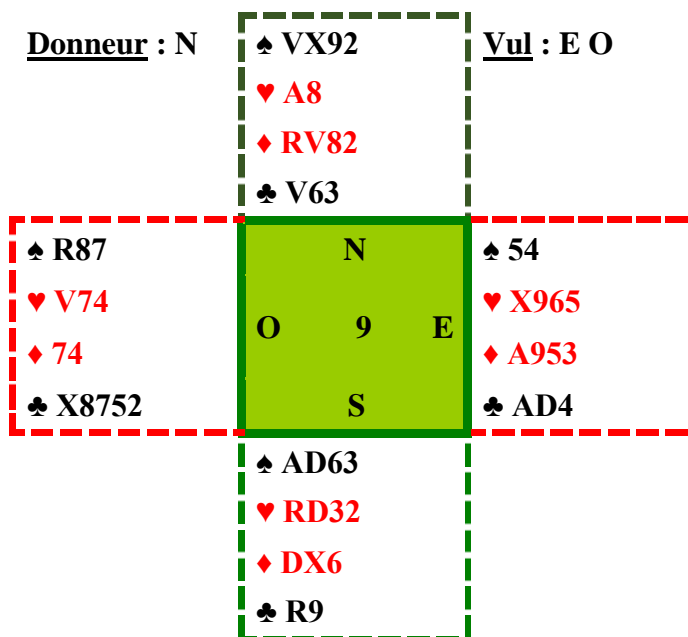 Donneur : N
♠ VX92
Vul : E O
♥ A8
♦ RV82
♣ V63
♠ R87
N
♠ 54
♥ V74
♥ X965
♦ 74
O 9 E
♦ A953
♣ X8752
S
♣ AD4
♠ AD63
♥ RD32
♦ DX6
♣ R9